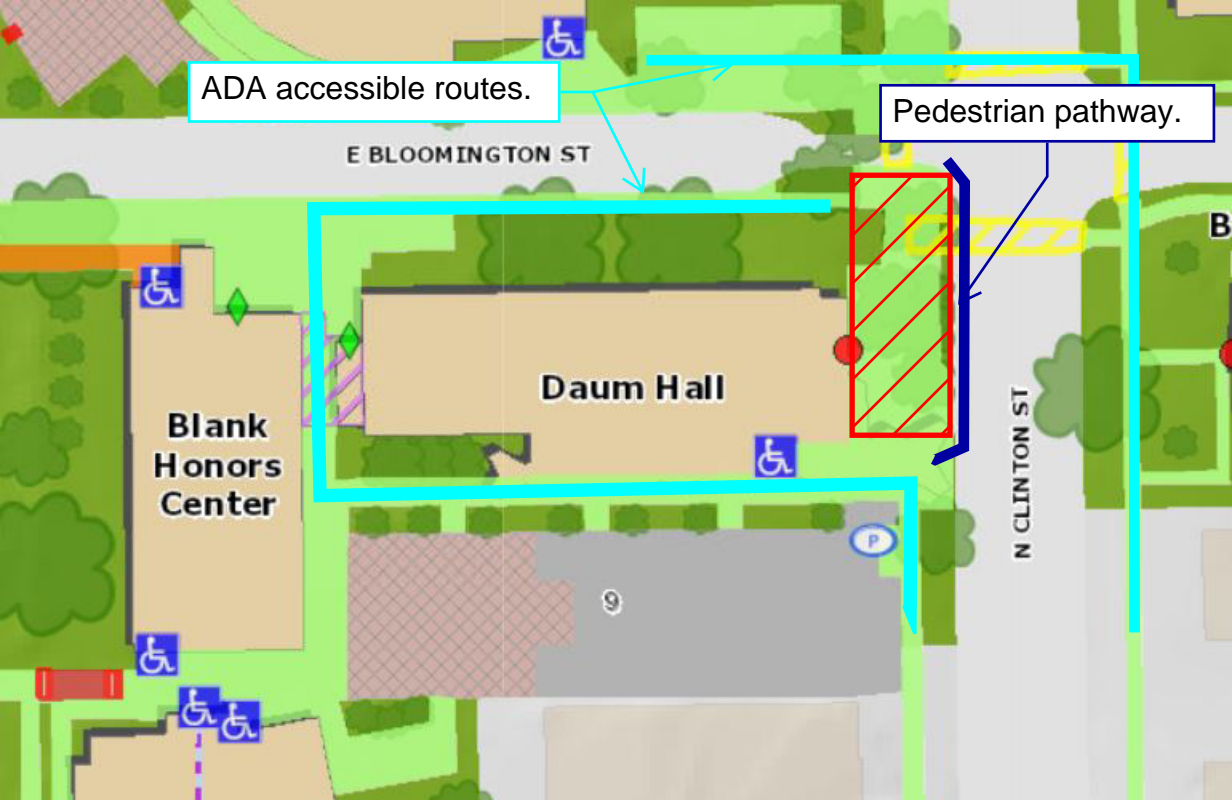 ADA accessible routes.
Pedestrian pathway.
E BLOOMINGTON ST
B
Daum Hall
Blank
Honors
Center
N CLINTON ST
P
9